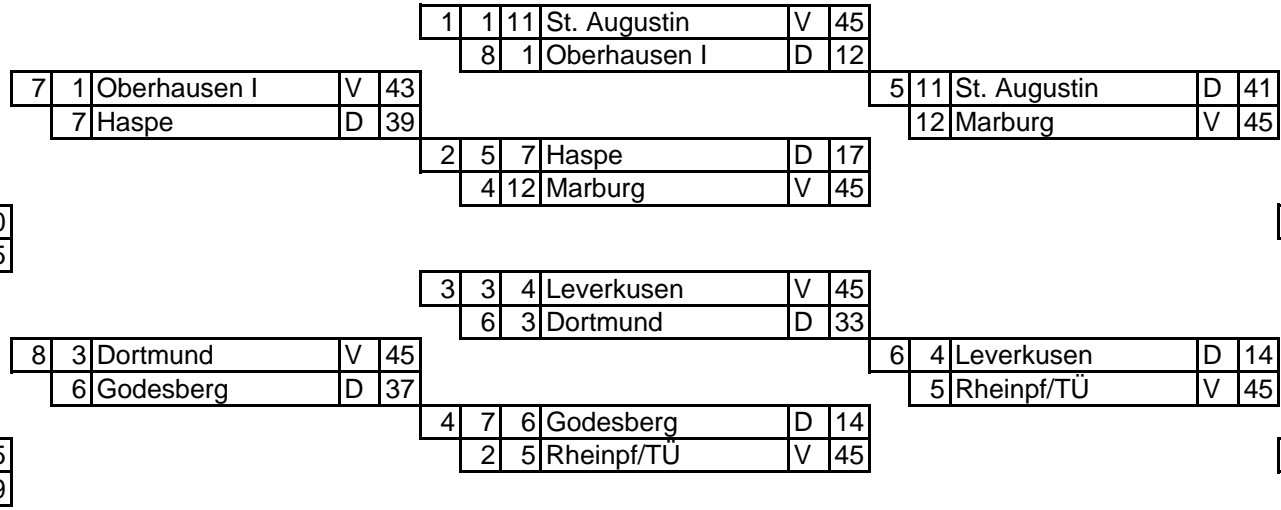 1 1 11 St. Augustin V 45
8 1 Oberhausen I D 12
7 1 Oberhausen I V 43
7 Haspe D 39
5 11 St. Augustin D 41
12 Marburg V 45
2 5 7 Haspe D 17
4 12 Marburg V 45
3 3 4 Leverkusen V 45
6 3 Dortmund D 33
8 3 Dortmund V 45
6 Godesberg D 37
6 4 Leverkusen D 14
5 Rheinpf/TÜ V 45
4 7 6 Godesberg D 14
2 5 Rheinpf/TÜ V 45